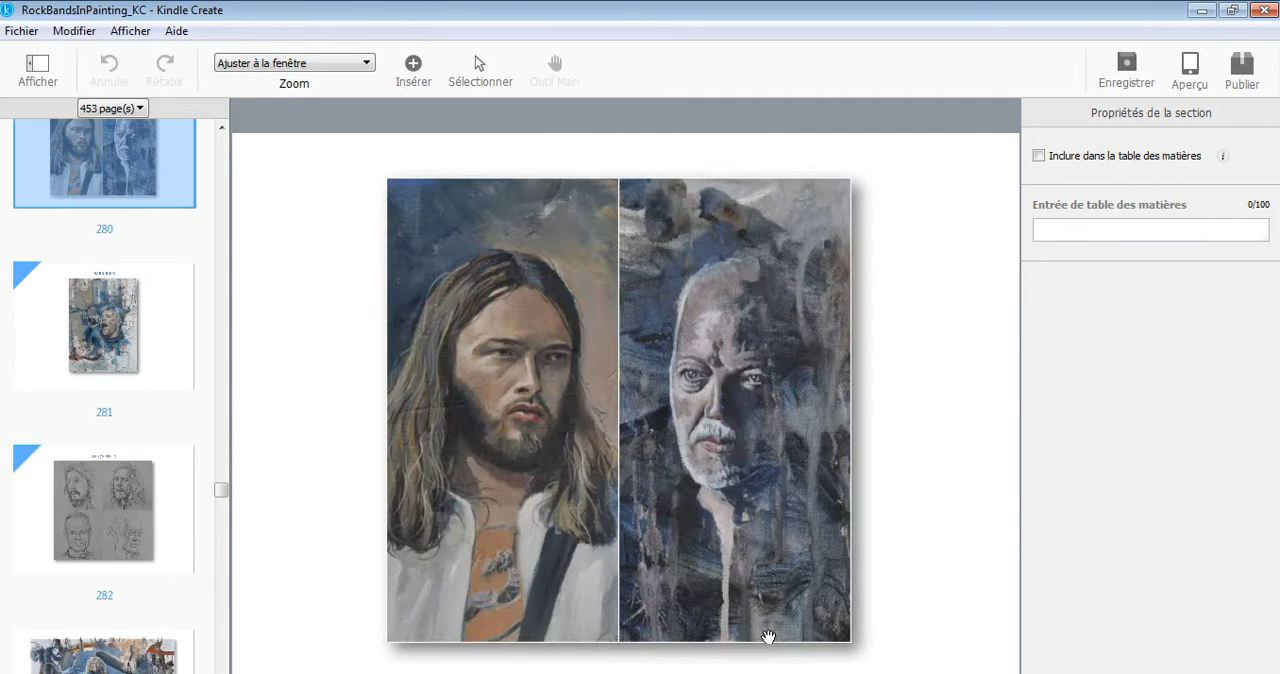 RockBandsInPainting_KC - Kindle Create
Fichier Modifier Afficher Aide
Afficher Annuler Rétablir Ajuster à la fenêtre Zoom Insérer Sélectionner Outil Main Enregistrer Aperçu Publier
453 page(s)
Propriétés de la section
Inclure dans la table des matières
Entrée de table des matières 0/100
280
281
282